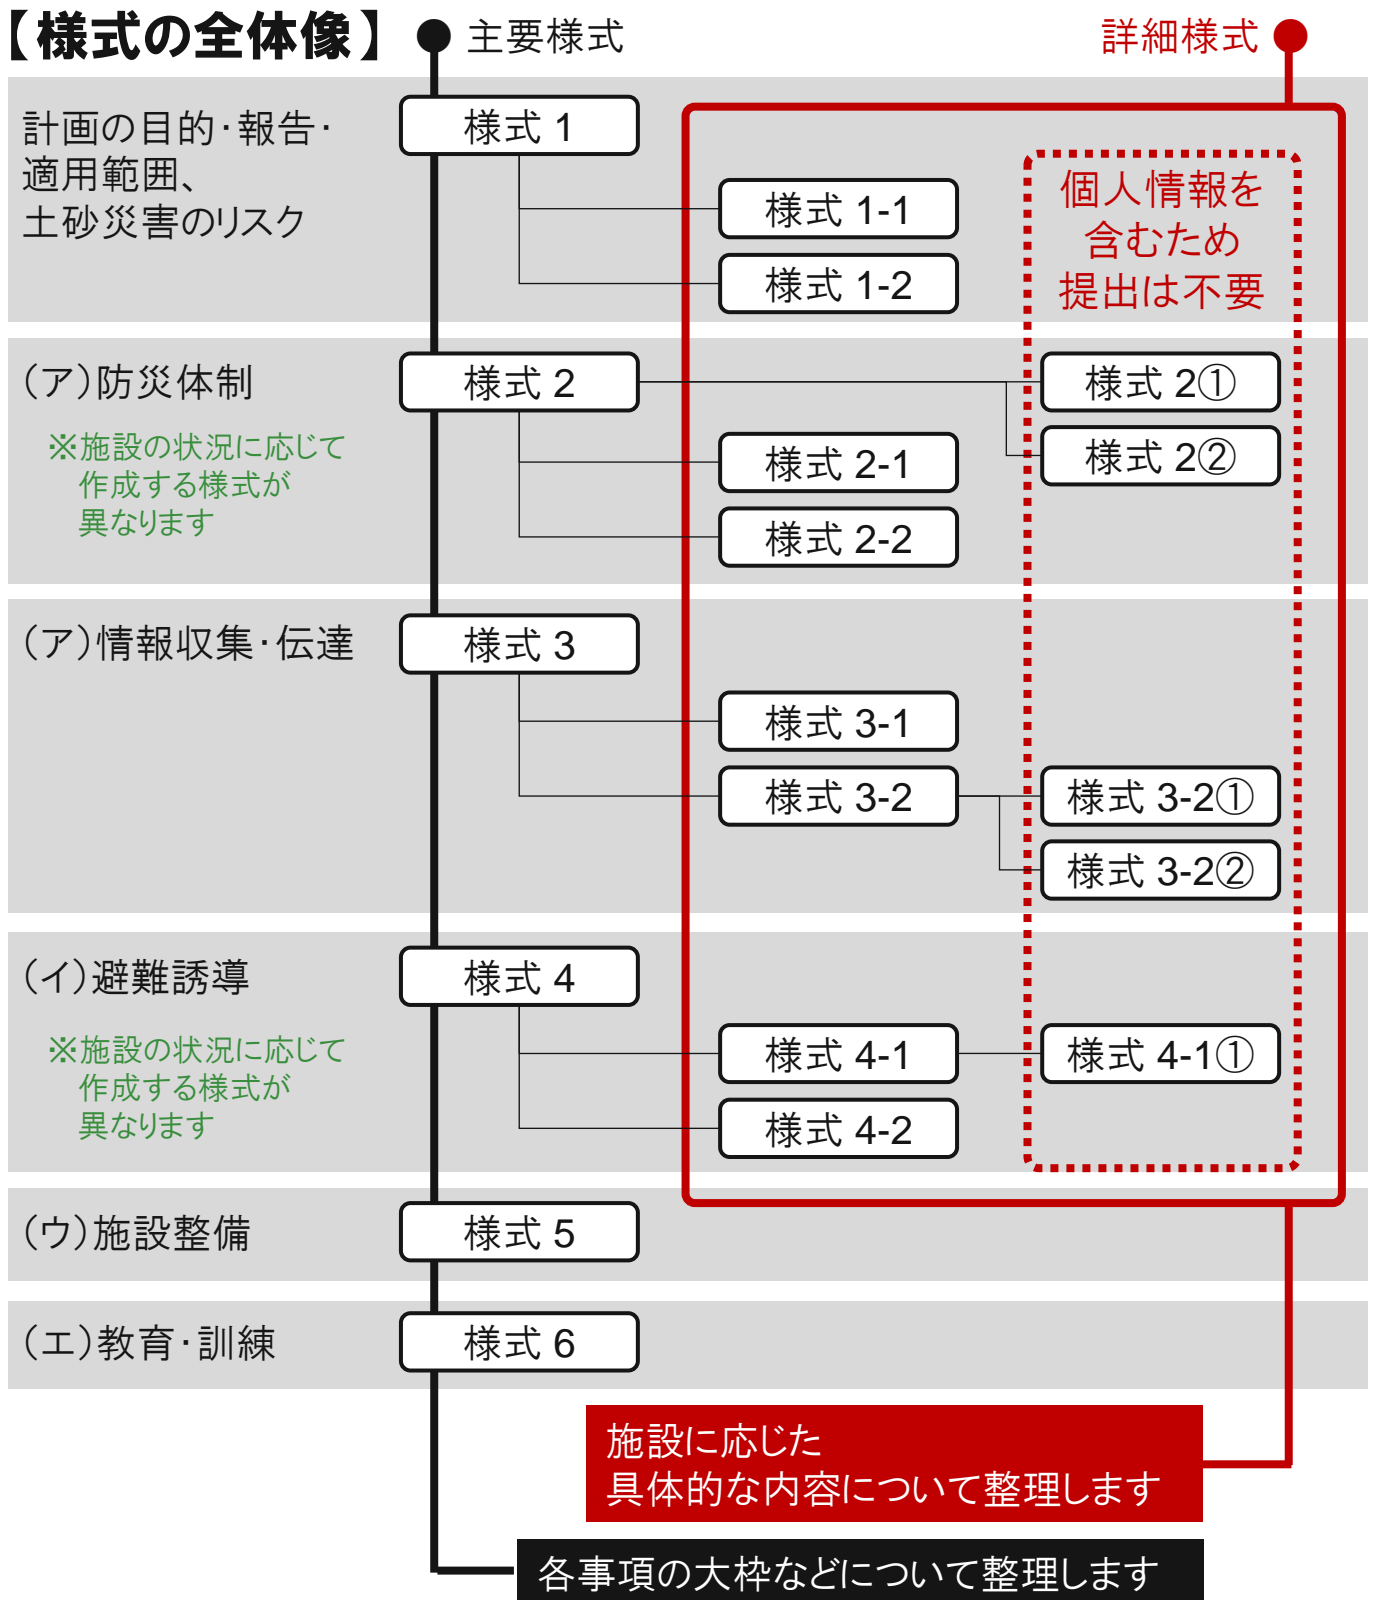 【様式の全体像】
主要様式
詳細様式
計画の目的・報告・
適用範囲、
土砂災害のリスク
様式 1
様式 1-1
様式 1-2
個人情報を
含むため
提出は不要
（ア）防災体制
※施設の状況に応じて
作成する様式が
異なります
様式 2
様式 2①
様式 2②
様式 2-1
様式 2-2
（ア）情報収集・伝達
様式 3
様式 3-1
様式 3-2
様式 3-2①
様式 3-2②
（イ）避難誘導
※施設の状況に応じて
作成する様式が
異なります
様式 4
様式 4-1
様式 4-1①
様式 4-2
（ウ）施設整備
様式 5
（エ）教育・訓練
様式 6
施設に応じた
具体的な内容について整理します
各事項の大枠などについて整理します